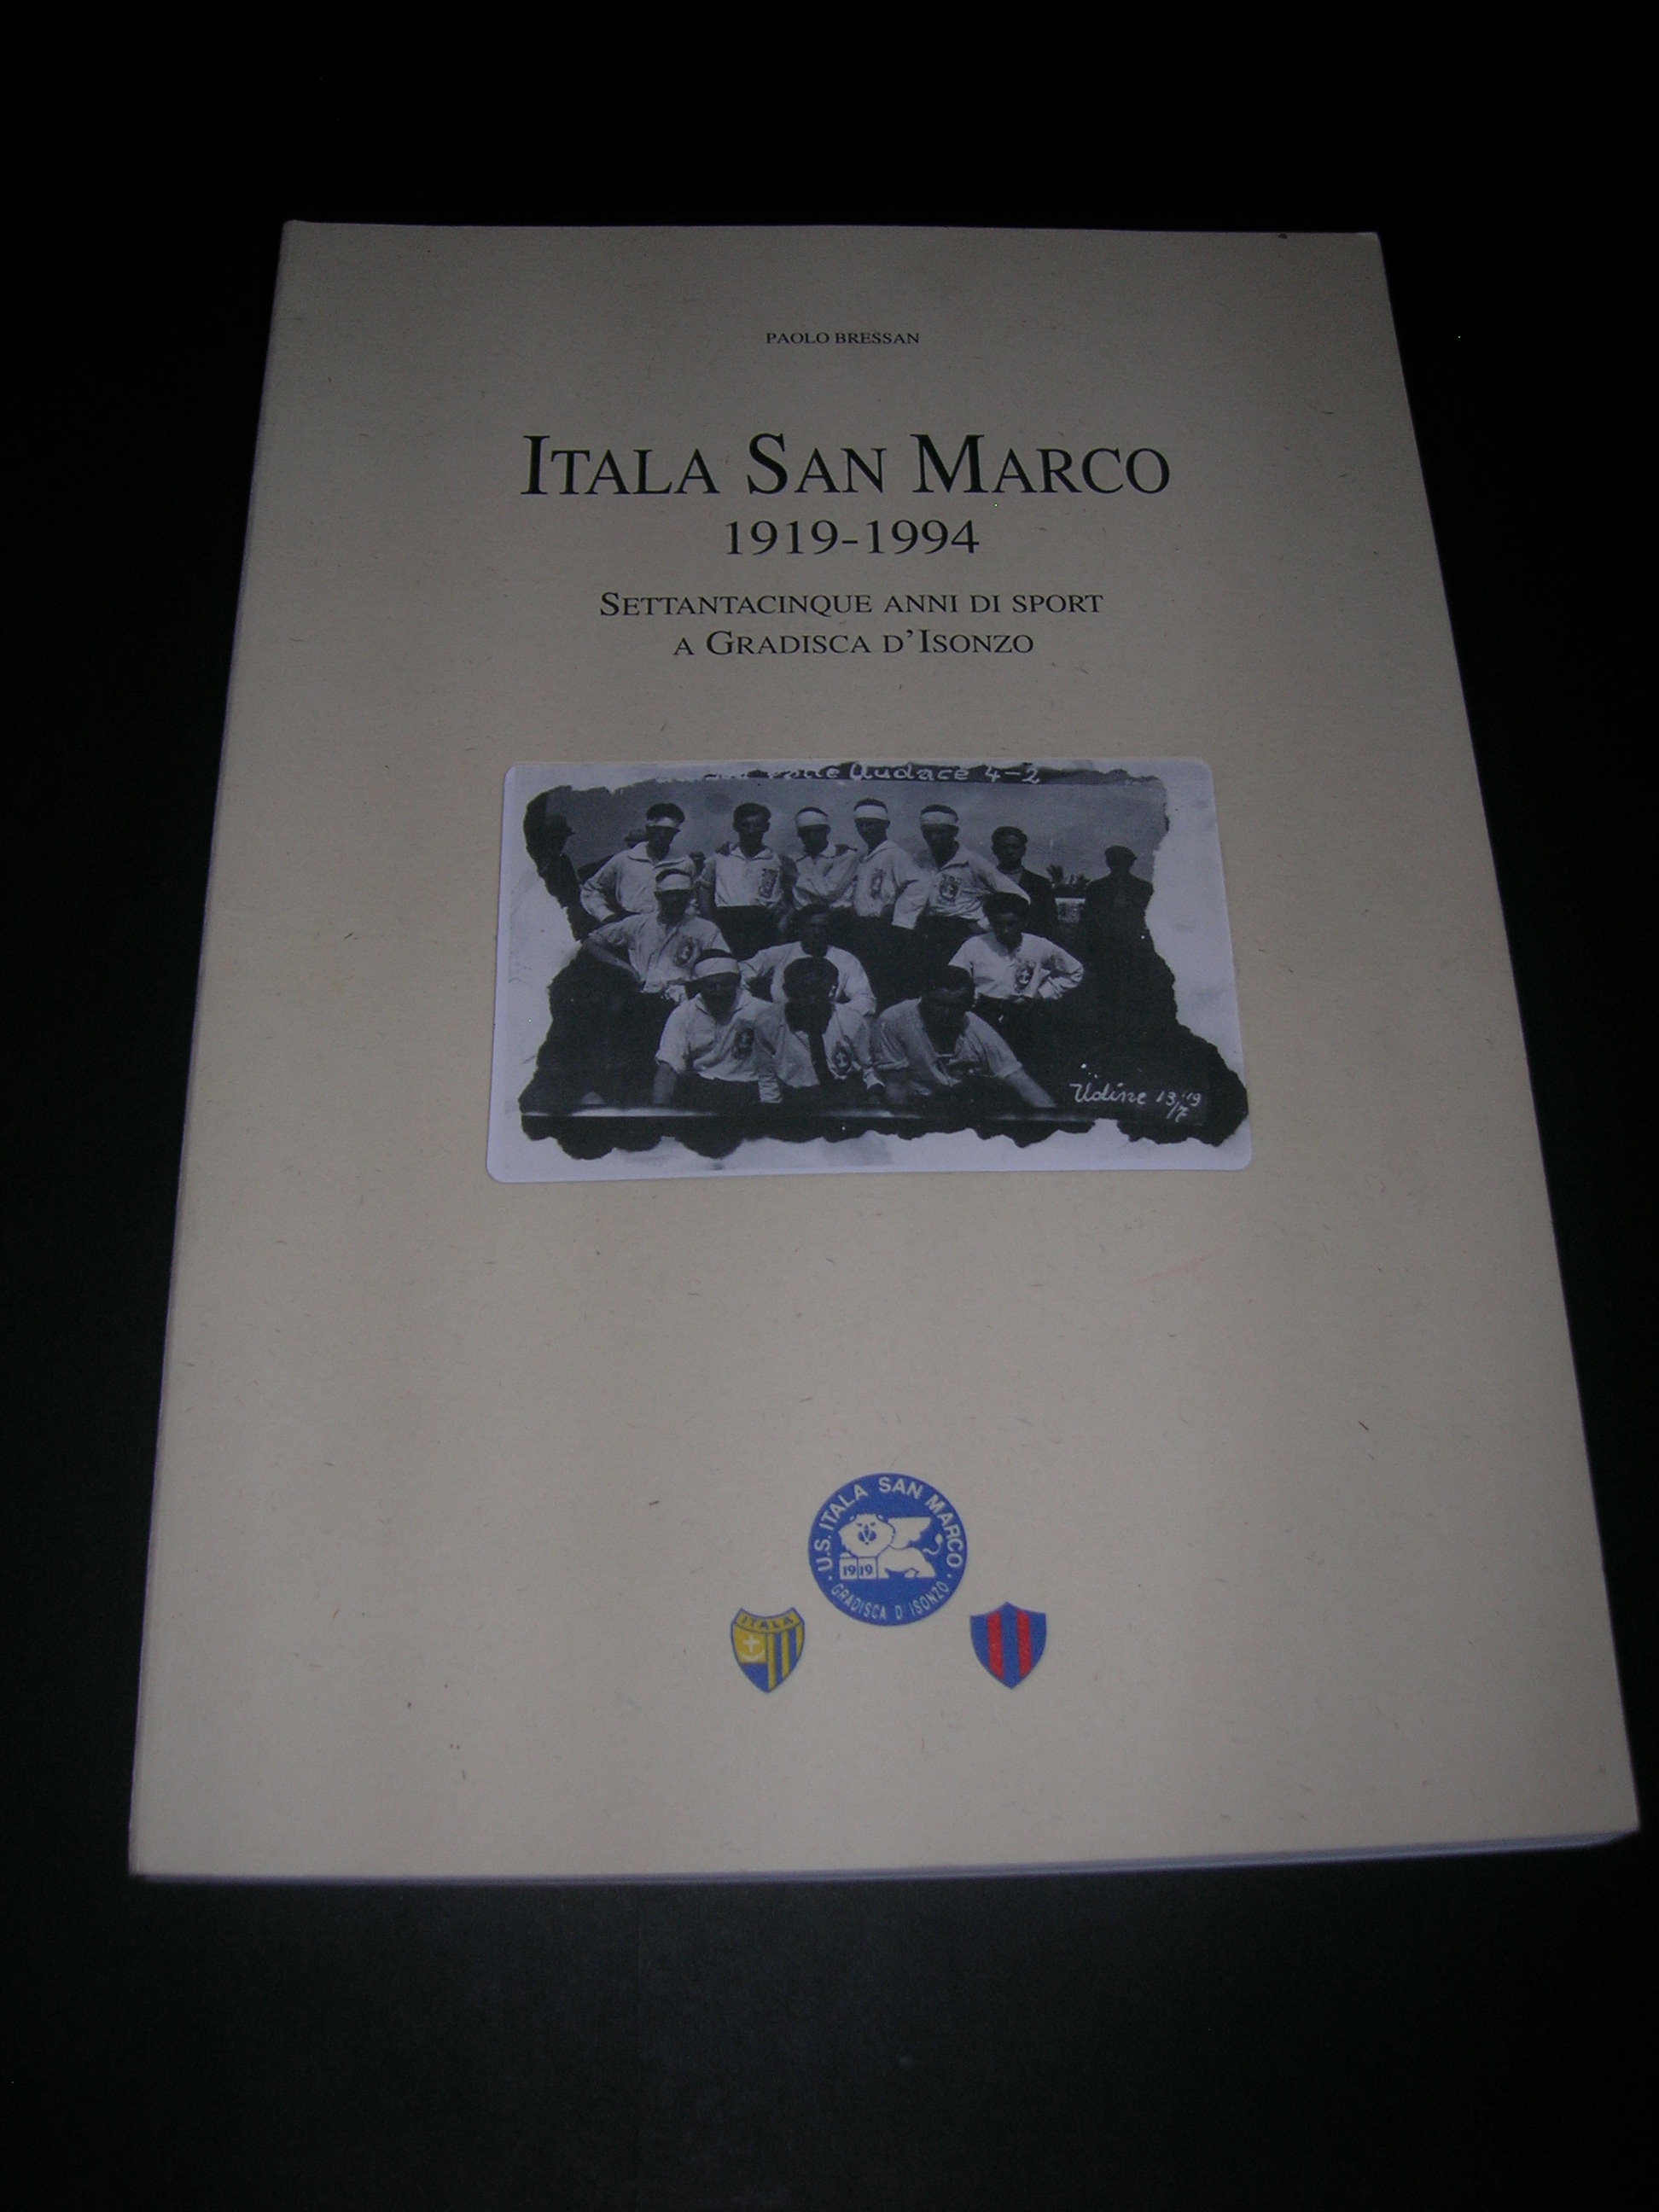 PAOLO BRESSAN
ITALA SAN MARCO
1919-1994
SETTANTACINQUE ANNI DI SPORT
A GRADISCA D'ISONZO
Audace 4-2
Udine 13/7 '19
U.S. ITALA SAN MARCO
1919
GRADISCA D'ISONZO
ITALA